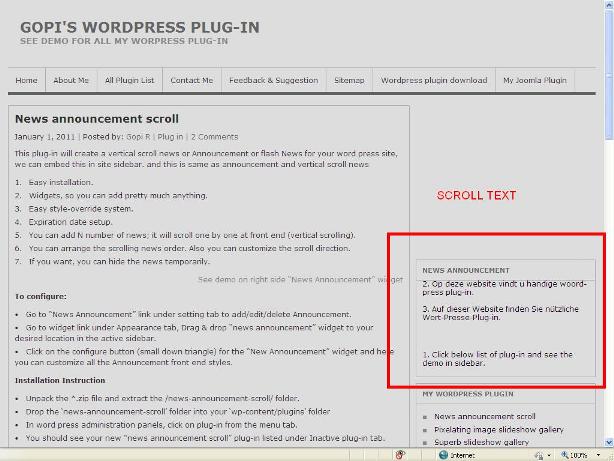 GOPI'S WORDPRESS PLUG-IN
SEE DEMO FOR ALL MY WORPRESS PLUG-IN
Home
About Me
All Plugin List
Contact Me
Feedback & Suggestion
Sitemap
Wordpress plugin download
My Joomla Plugin
News announcement scroll
January 1, 2011 | Posted by: Gopi R | Plug in | 2 Comments
This plug-in will create a vertical scroll news or Announcement or flash News for your word press site,
we can embed this in site sidebar. and this is same as announcement and vertical scroll news
1. Easy installation.
2. Widgets, so you can add pretty much anything.
3. Easy style-override system.
4. Expiration date setup.
5. You can add N number of news; it will scroll one by one at front end (vertical scrolling).
6. You can arrange the scrolling news order. Also you can customize the scroll direction.
7. If you want, you can hide the news temporarily.
See demo on right side "News Announcement" widget
To configure:
• Go to "News Announcement" link under setting tab to add/edit/delete Announcement.
• Go to widget link under Appearance tab, Drag & drop "news announcement" widget to your
desired location in the active sidebar.
• Click on the configure button (small down triangle) for the "New Announcement" widget and here
you can customize all the Announcement front end styles.
Installation Instruction
• Unpack the *.zip file and extract the /news-announcement-scroll/ folder.
• Drop the 'news-announcement-scroll' folder into your 'wp-content/plugins' folder
• In word press administration panels, click on plug-in from the menu tab.
• You should see your new "news announcement scroll" plug-in listed under Inactive plug-in tab.
SCROLL TEXT
NEWS ANNOUNCEMENT
2. Op deze website vindt u handige woord-
press plug-in.
3. Auf dieser Website finden Sie nützliche
Wort-Presse-Plug-in.
1. Click below list of plug-in and see the
demo in sidebar.
MY WORDPRESS PLUGIN
News announcement scroll
Pixelating image slideshow gallery
Superb slideshow gallery
Internet
100%